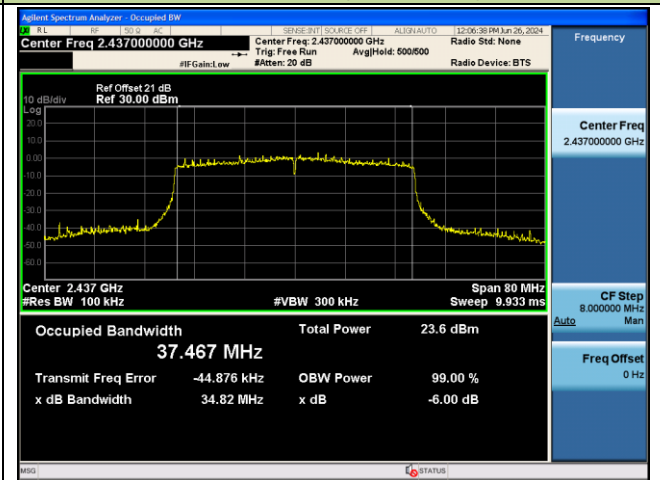 Agilent Spectrum Analyzer - Occupied BW
RL RF 50 Ω AC SENSE:INT SOURCE OFF ALIGN AUTO 12:06:38 PM Jun 26, 2024
Center Freq 2.437000000 GHz Center Freq: 2.437000000 GHz Radio Std: None
Trig: Free Run Avg|Hold: 500/500
#IFGain:Low #Atten: 20 dB Radio Device: BTS
Frequency
Ref Offset 21 dB
10 dB/div Ref 30.00 dBm
Log
20.0
10.0
0.00
-10.0
-20.0
-30.0
-40.0
-50.0
-60.0
Center 2.437 GHz Span 80 MHz
#Res BW 100 kHz #VBW 300 kHz Sweep 9.933 ms
Occupied Bandwidth Total Power 23.6 dBm
37.467 MHz
Transmit Freq Error -44.876 kHz OBW Power 99.00 %
x dB Bandwidth 34.82 MHz x dB -6.00 dB
Center Freq
2.437000000 GHz
CF Step
8.000000 MHz
Auto Man
Freq Offset
0 Hz
MSG STATUS